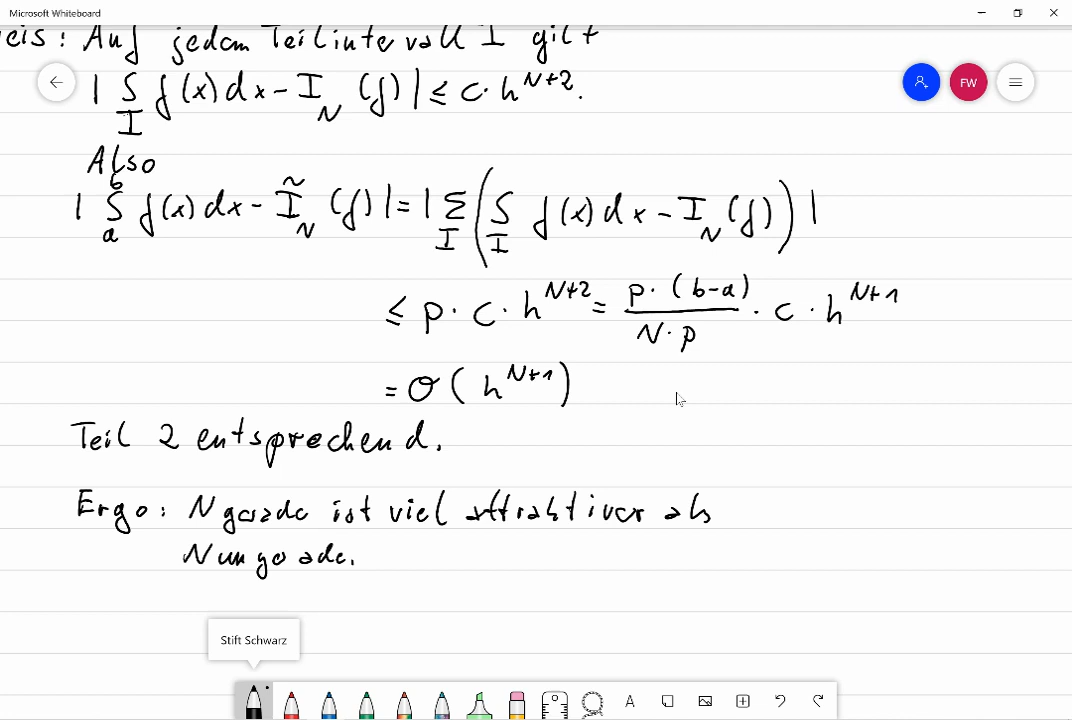 Microsoft Whiteboard
eis: Auf jedem Teilintervall I gilt
| ∫_I f(x)dx - I_N (f) | ≤ c · h^{N+2}.
Also
| ∫_a^b f(x)dx - Ĩ_N (f) | = | Σ_I ( ∫_I f(x)dx - I_N (f) ) |
≤ p · c · h^{N+2} = \frac{p · (b-a)}{N · p} · c · h^{N+1}
= O( h^{N+1} )
Teil 2 entsprechend.
Ergo: N gerade ist viel attraktiver als
N ungerade.
FW
Stift Schwarz
A